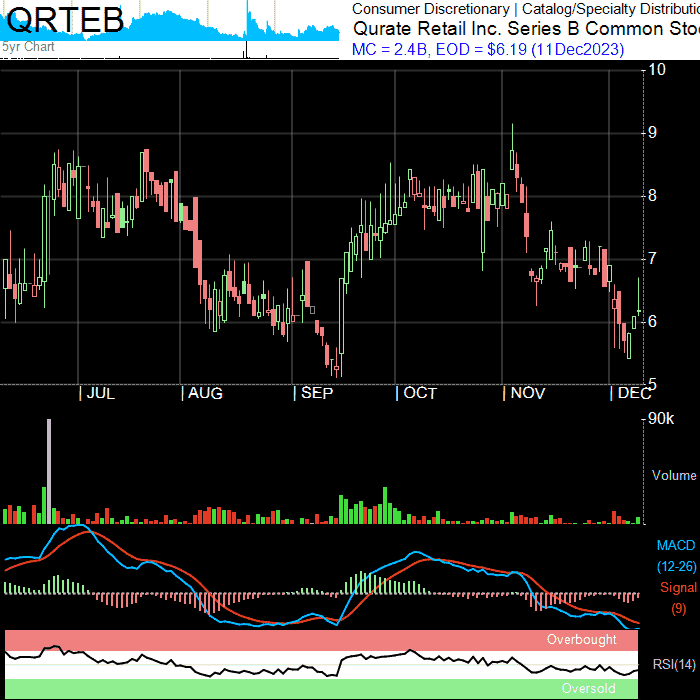 QRTEB
5yr Chart
Consumer Discretionary | Catalog/Specialty Distributi
Qurate Retail Inc. Series B Common Sto
MC = 2.4B, EOD = $6.19 (11Dec2023)
10
9
8
7
6
5
| JUL
| AUG
| SEP
| OCT
| NOV
| DEC
90k
Volume
MACD
(12-26)
Signal
(9)
Overbought
RSI(14)
Oversold